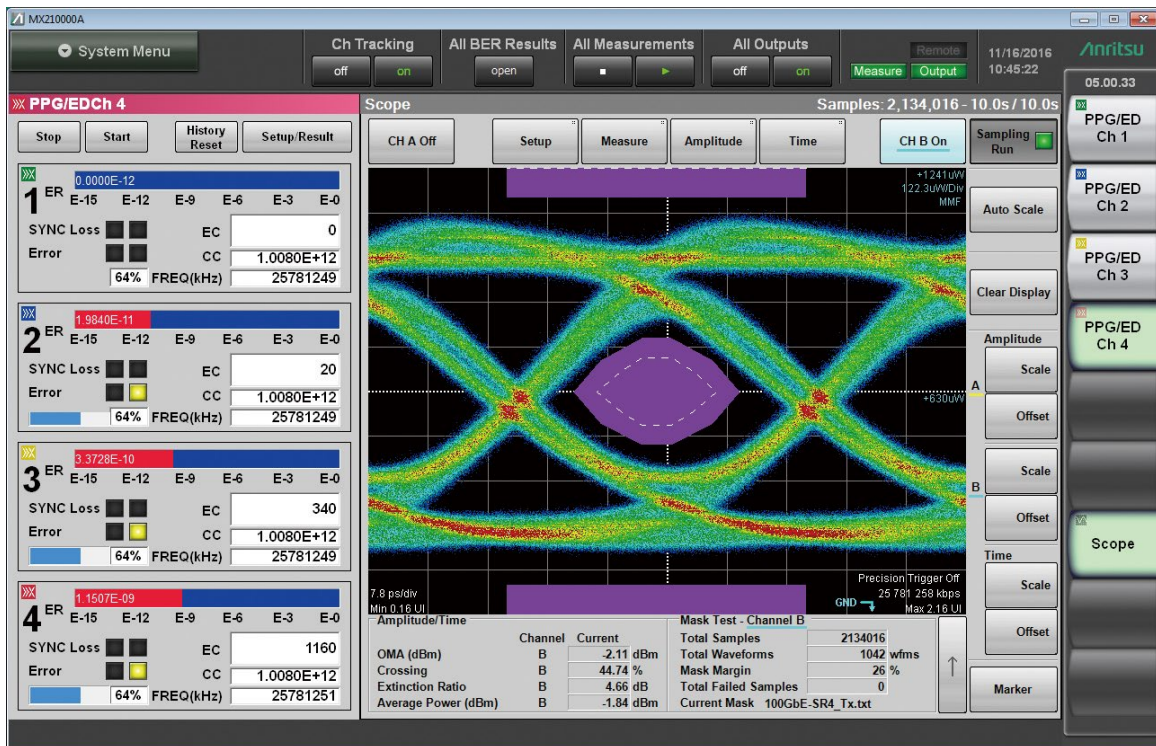 MX210000A
System Menu
Ch Tracking
off on
All BER Results
open
All Measurements
All Outputs
off on
Remote
Measure Output
11/16/2016
10:45:22
Anritsu
05.00.33
PPG/EDCh 4
Stop Start History Reset Setup/Result
1 ER 0.0000E-12
E-15 E-12 E-9 E-6 E-3 E-0
SYNC Loss EC 0
Error CC 1.0080E+12
64% FREQ(kHz) 25781249
2 ER 1.9840E-11
E-15 E-12 E-9 E-6 E-3 E-0
SYNC Loss EC 20
Error CC 1.0080E+12
64% FREQ(kHz) 25781249
3 ER 3.3728E-10
E-15 E-12 E-9 E-6 E-3 E-0
SYNC Loss EC 340
Error CC 1.0080E+12
64% FREQ(kHz) 25781249
4 ER 1.1507E-09
E-15 E-12 E-9 E-6 E-3 E-0
SYNC Loss EC 1160
Error CC 1.0080E+12
64% FREQ(kHz) 25781251
Scope Samples: 2,134,016 - 10.0s / 10.0s
CH A Off Setup Measure Amplitude Time CH B On Sampling Run
+1241uW
122.3uW/Div
MMF
+630uW
Precision Trigger Off
7.8 ps/div 25 781 258 kbps
GND
Min 0.16 UI Max 2.16 UI
Auto Scale
Clear Display
Amplitude
Scale
A
Offset
Scale
B
Offset
Time
Scale
Offset
Marker
Amplitude/Time
Channel Current
OMA (dBm) B -2.11 dBm
Crossing B 44.74 %
Extinction Ratio B 4.66 dB
Average Power (dBm) B -1.84 dBm
Mask Test - Channel B
Total Samples 2134016
Total Waveforms 1042 wfms
Mask Margin 26 %
Total Failed Samples 0
Current Mask 100GbE-SR4_Tx.txt
PPG/ED
Ch 1
PPG/ED
Ch 2
PPG/ED
Ch 3
PPG/ED
Ch 4
Scope